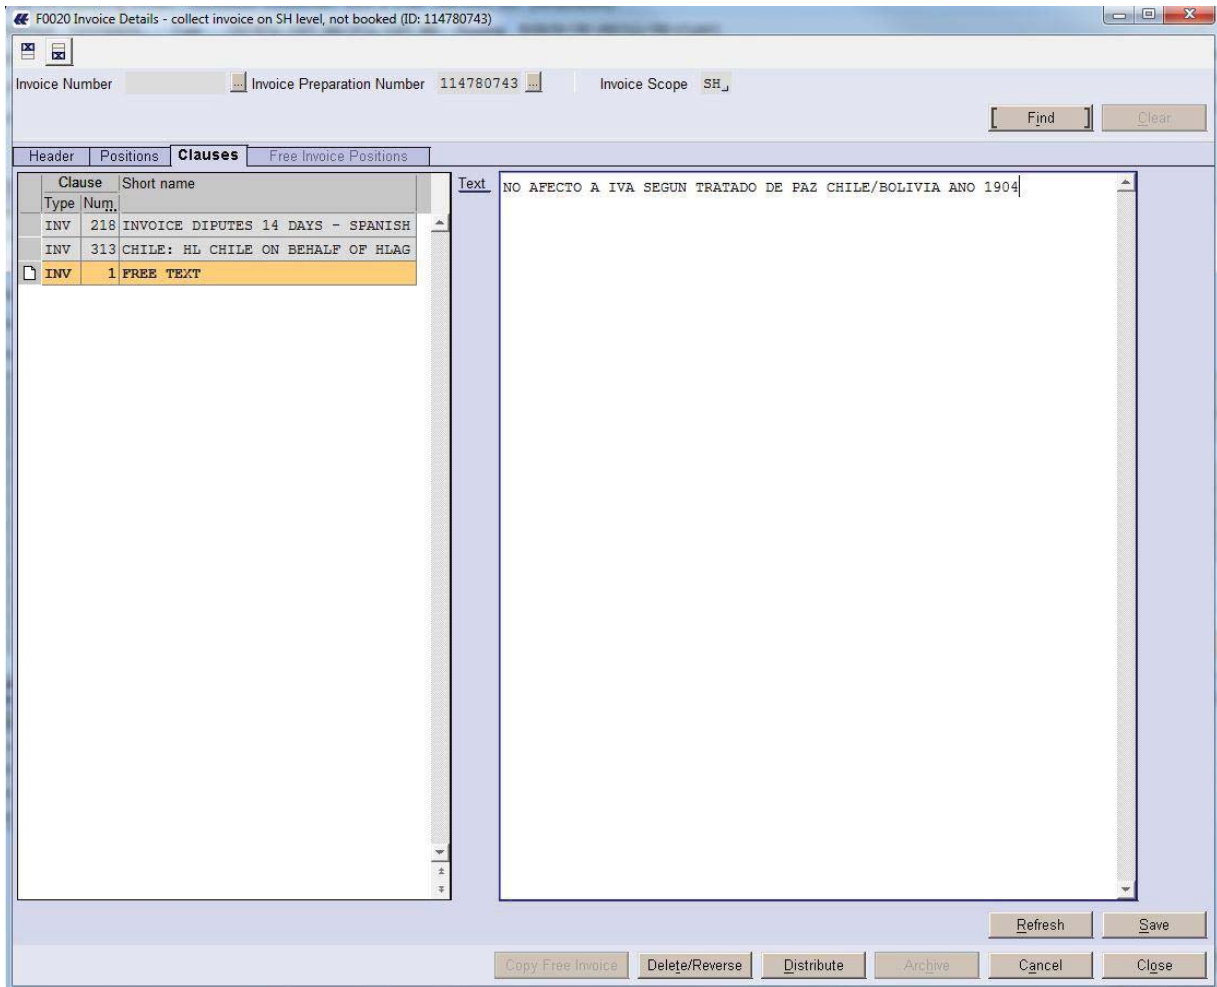 F0020 Invoice Details - collect invoice on SH level, not booked (ID: 114780743)
Invoice Number ... Invoice Preparation Number 114780743 ... Invoice Scope SH
Find Clear
Header Positions Clauses Free Invoice Positions
Clause Short name
Type Num.
INV 218 INVOICE DIPUTES 14 DAYS - SPANISH
INV 313 CHILE: HL CHILE ON BEHALF OF HLAG
INV 1 FREE TEXT
Text NO AFECTO A IVA SEGUN TRATADO DE PAZ CHILE/BOLIVIA ANO 1904
Refresh Save
Copy Free Invoice Delete/Reverse Distribute Archive Cancel Close